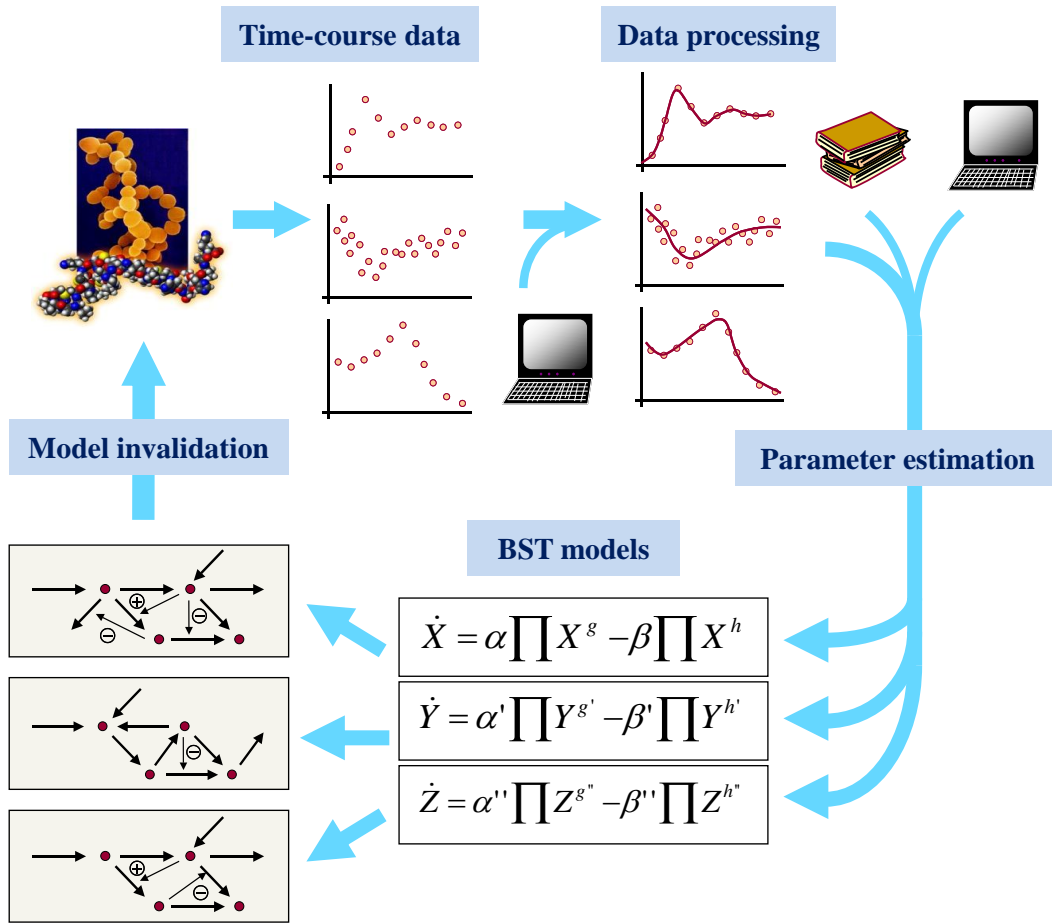 Time-course data
Data processing
Model invalidation
Parameter estimation
BST models
Ẋ = α∏X^g −β∏X^h
Ẏ = α'∏Y^g' −β'∏Y^h'
Ż = α''∏Z^g" −β''∏Z^h"
⊕
⊖
⊖
⊖
⊕
⊖